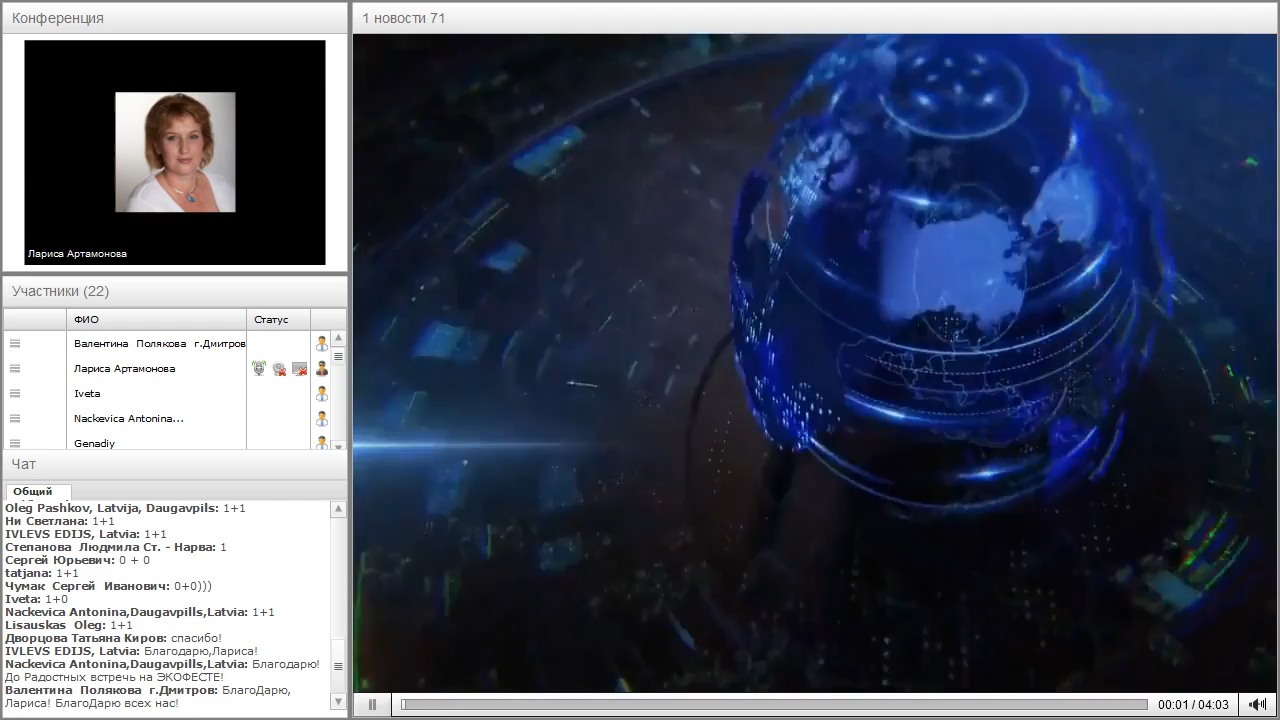 Конференция
Лариса Артамонова
Участники (22)
ФИО
Статус
Валентина Полякова г.Дмитров
Лариса Артамонова
Iveta
Nackevica Antonina...
Genadiy
Чат
Общий
Oleg Pashkov, Latvija, Daugavpils: 1+1
Ни Светлана: 1+1
IVLEVS EDIJS, Latvia: 1+1
Степанова Людмила Ст. - Нарва: 1
Сергей Юрьевич: 0 + 0
tatjana: 1+1
Чумак Сергей Иванович: 0+0)))
Iveta: 1+0
Nackevica Antonina,Daugavpills,Latvia: 1+1
Lisauskas Oleg: 1+1
Дворцова Татьяна Киров: спасибо!
IVLEVS EDIJS, Latvia: Благодарю,Лариса!
Nackevica Antonina,Daugavpills,Latvia: Благодарю!
До Радостных встречь на ЭКОФЕСТЕ!
Валентина Полякова г.Дмитров: БлагоДарю,
Лариса! БлагоДарю всех нас!
1 новости 71
00:01 / 04:03